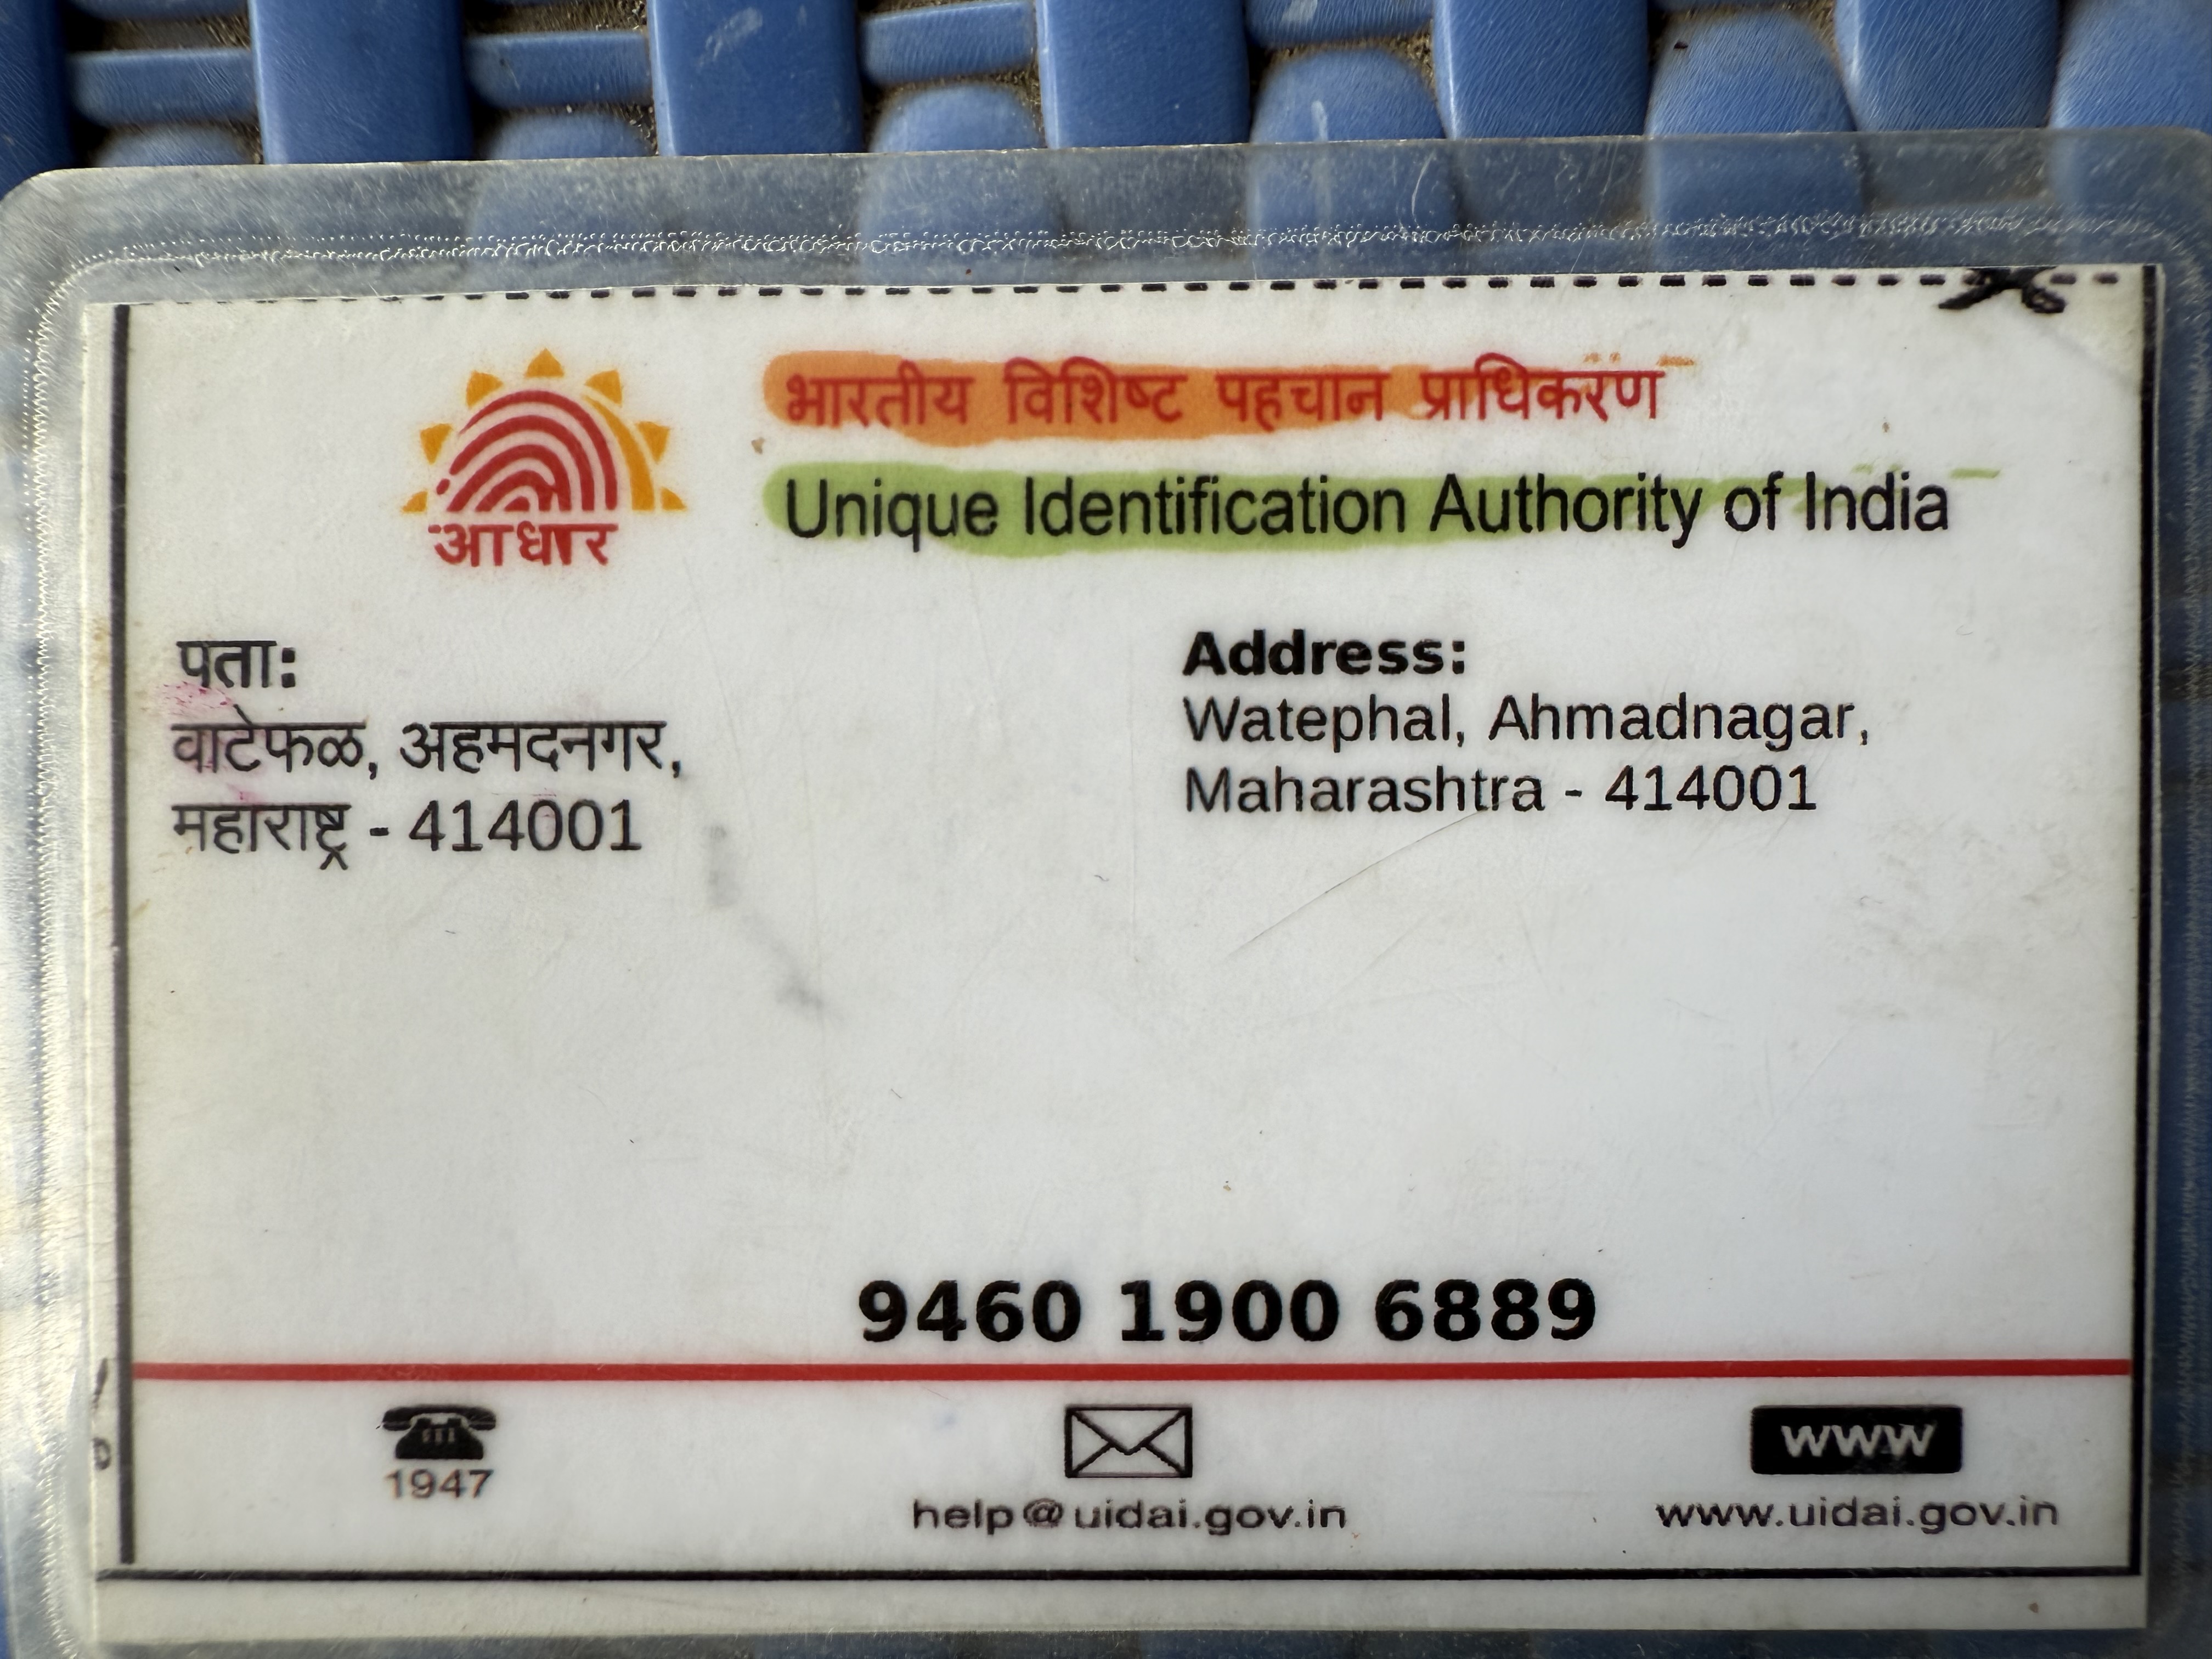 भारतीय विशिष्ट पहचान प्राधिकरण
Unique Identification Authority of India
आधार
पता:
वाटेफळ, अहमदनगर,
महाराष्ट्र - 414001
Address:
Watephal, Ahmadnagar,
Maharashtra - 414001
9460 1900 6889
1947
help@uidai.gov.in
www
www.uidai.gov.in